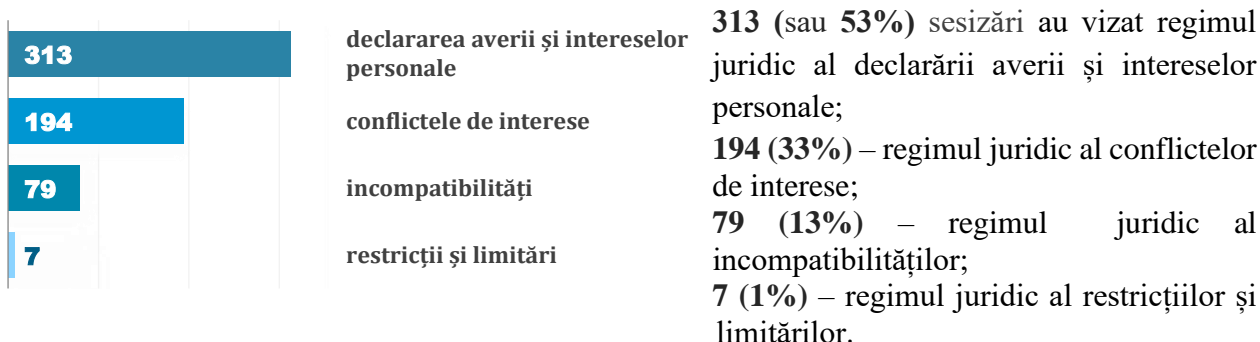 313
declararea averii și intereselor
personale
194
conflictele de interese
79
incompatibilități
7
restricții și limitări
313 (sau 53%) sesizări au vizat regimul
juridic al declarării averii și intereselor
personale;
194 (33%) – regimul juridic al conflictelor
de interese;
79 (13%) – regimul juridic al
incompatibilităților;
7 (1%) – regimul juridic al restricțiilor și
limitărilor.